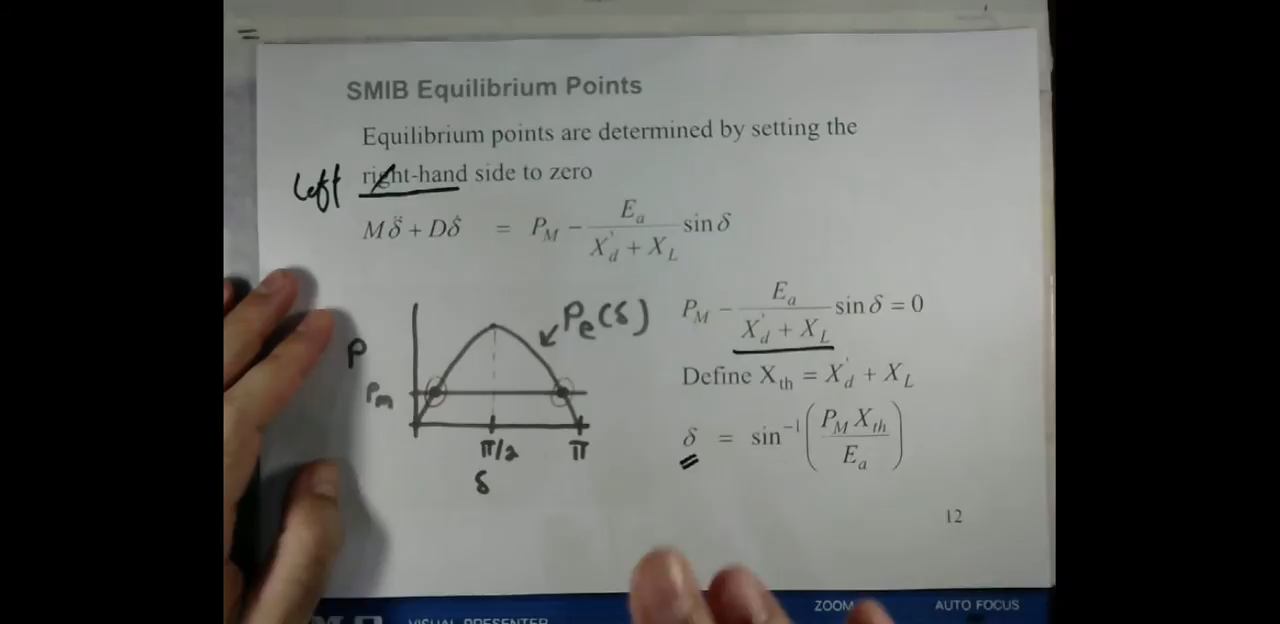 SMIB Equilibrium Points
Equilibrium points are determined by setting the
left right-hand side to zero
Mδ̈ + Dδ̇ = P_M − E_a / (X'_d + X_L) sin δ
P_e(δ)
P_M − E_a / (X'_d + X_L) sin δ = 0
P
P_m
Define X_th = X'_d + X_L
π/2
π
δ
δ = sin⁻¹(P_M X_th / E_a)
12
ZOOM
AUTO FOCUS
VISUAL PRESENTER